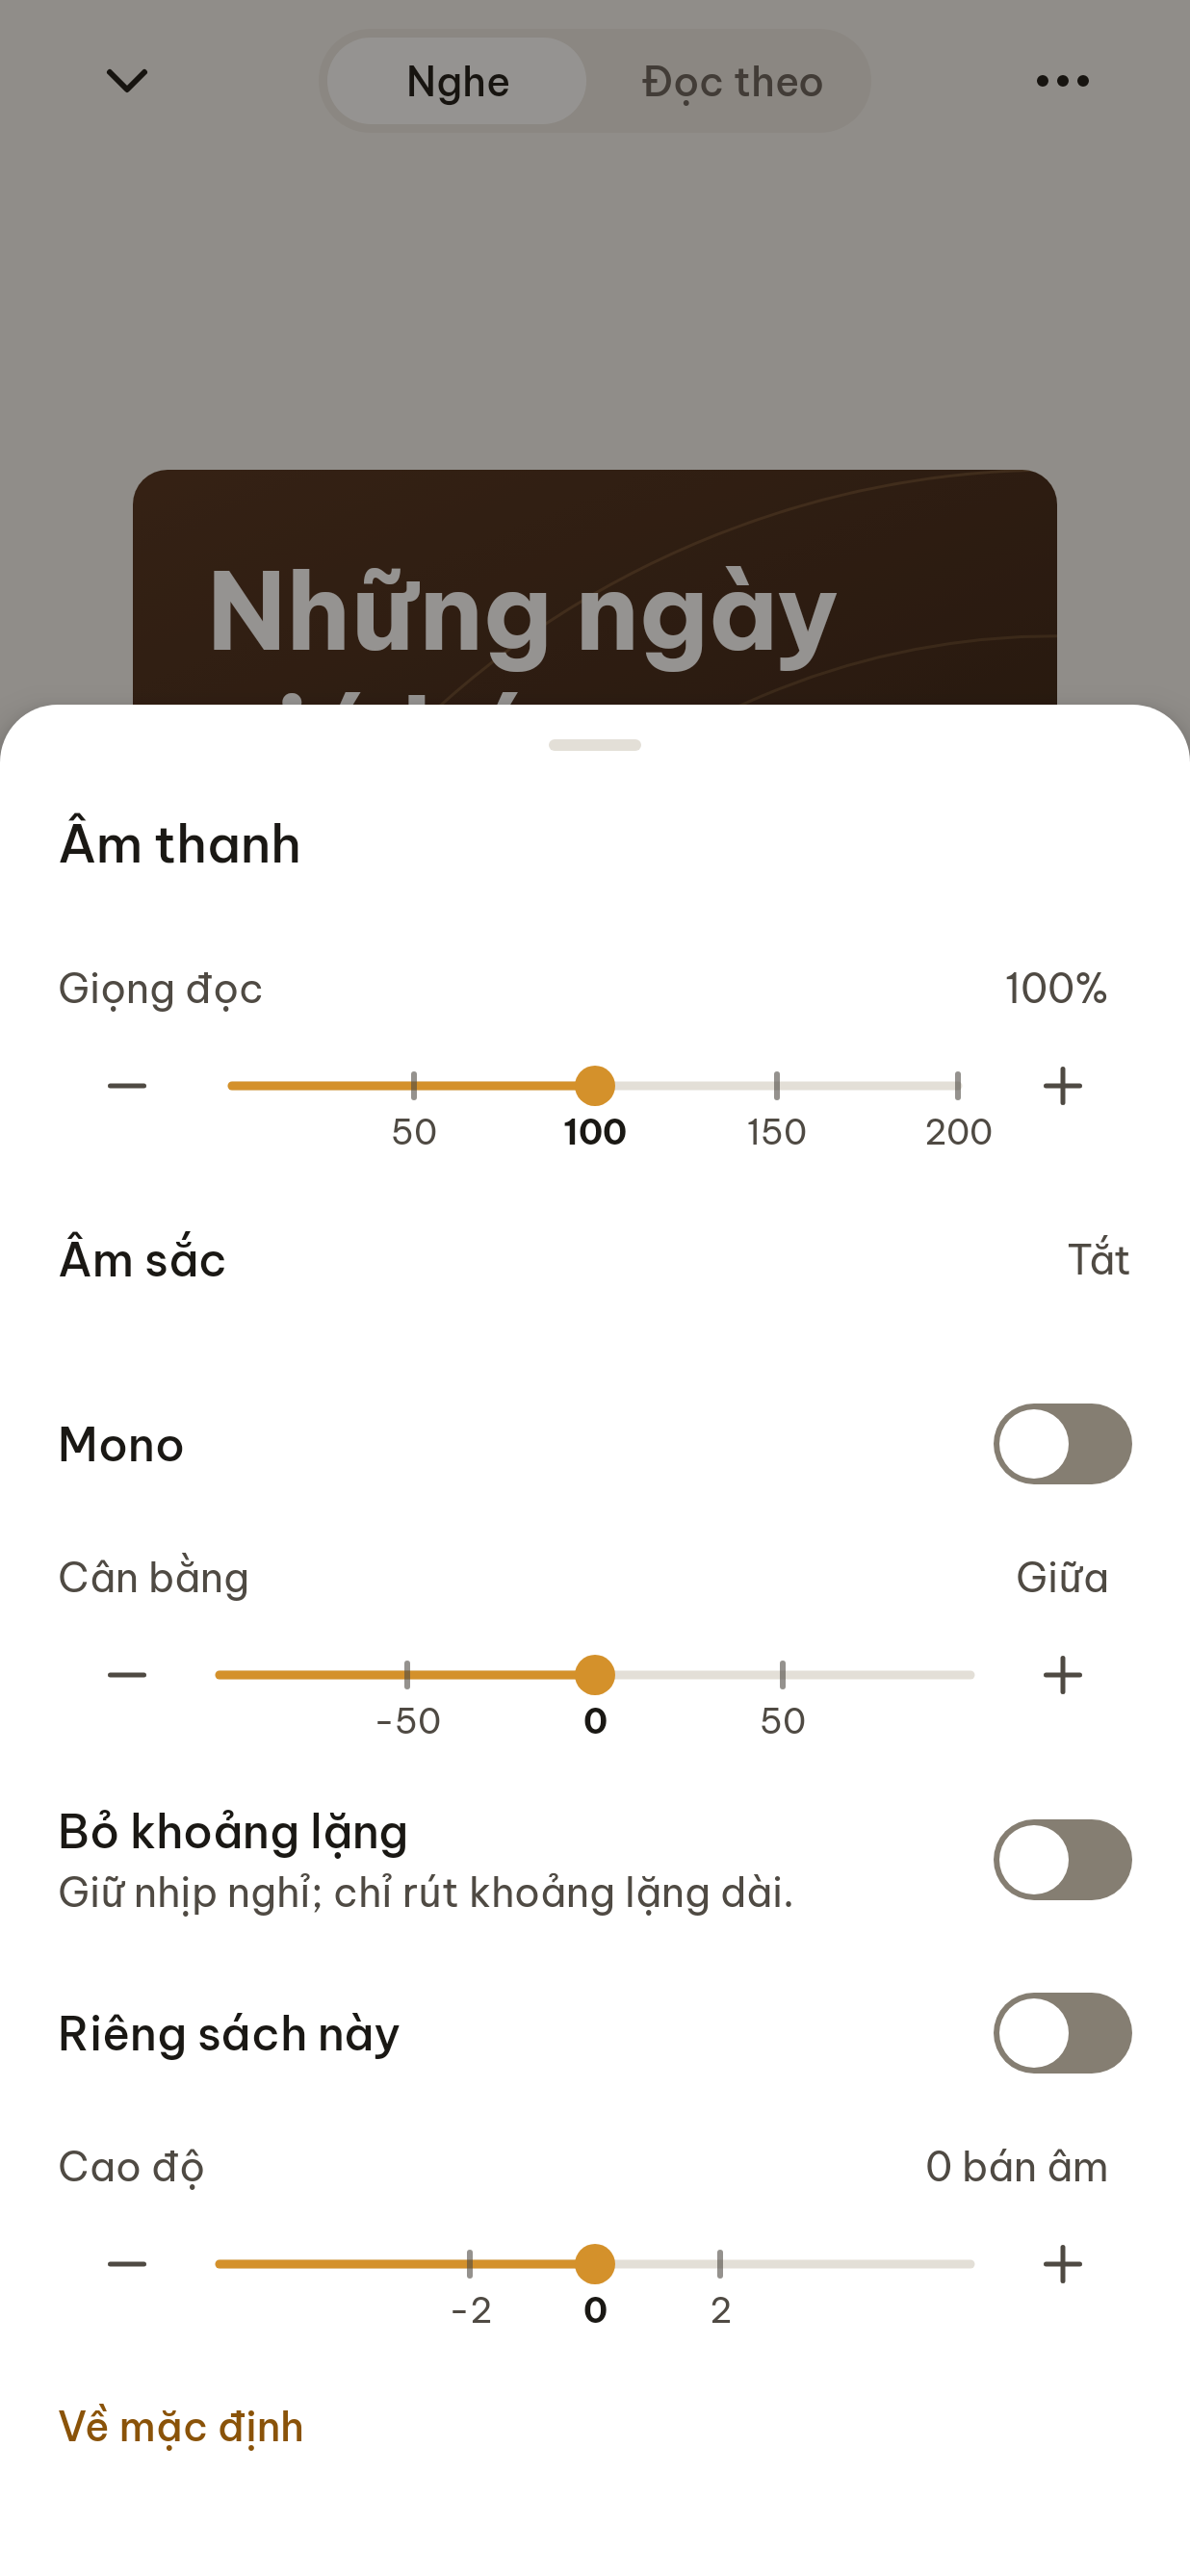 Nghe
Đọc theo
Những ngày
Âm thanh
Giọng đọc
100%
50
100
150
200
Âm sắc
Tắt
Mono
Cân bằng
Giữa
-50
0
50
Bỏ khoảng lặng
Giữ nhịp nghỉ; chỉ rút khoảng lặng dài.
Riêng sách này
Cao độ
0 bán âm
-2
0
2
Về mặc định